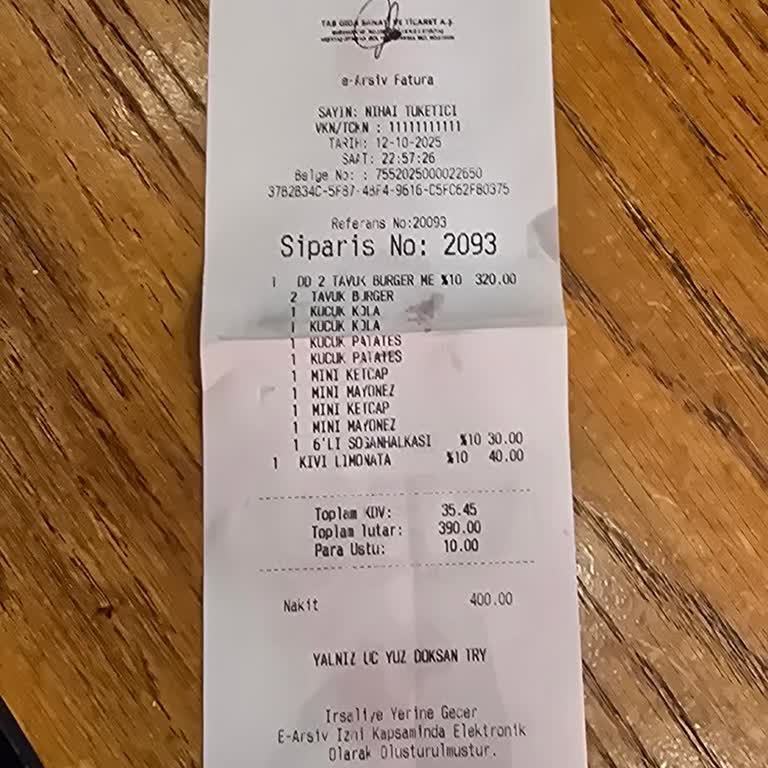 TAB GIDA SANAYI VE TICARET A.Ş
e-Arsiv Fatura
SAYIN: NIHAI TUKETICI
VKN/TCKN : 11111111111
TARIH: 12-10-2025
SAAT: 22:57:26
Belge No: : 7552025000022650
37B2B34C-5F87-4BF4-9616-C5FC62F80375
Referans No:20093
Siparis No: 2093
1 DD 2 TAVUK BURGER ME %10 320.00
2 TAVUK BURGER
1 KUCUK KOLA
1 KUCUK KOLA
1 KUCUK PATATES
1 KUCUK PATATES
1 MINI KETCAP
1 MINI MAYONEZ
1 MINI KETCAP
1 MINI MAYONEZ
1 6'LI SOGANHALKASI %10 30.00
1 KIVI LIMONATA %10 40.00
Toplam KDV: 35.45
Toplam Tutar: 390.00
Para Ustu: 10.00
Nakit 400.00
YALNIZ UC YUZ DOKSAN TRY
Irsaliye Yerine Gecer
E-Arsiv Izni Kapsaminda Elektronik
Olarak Olusturulmustur.